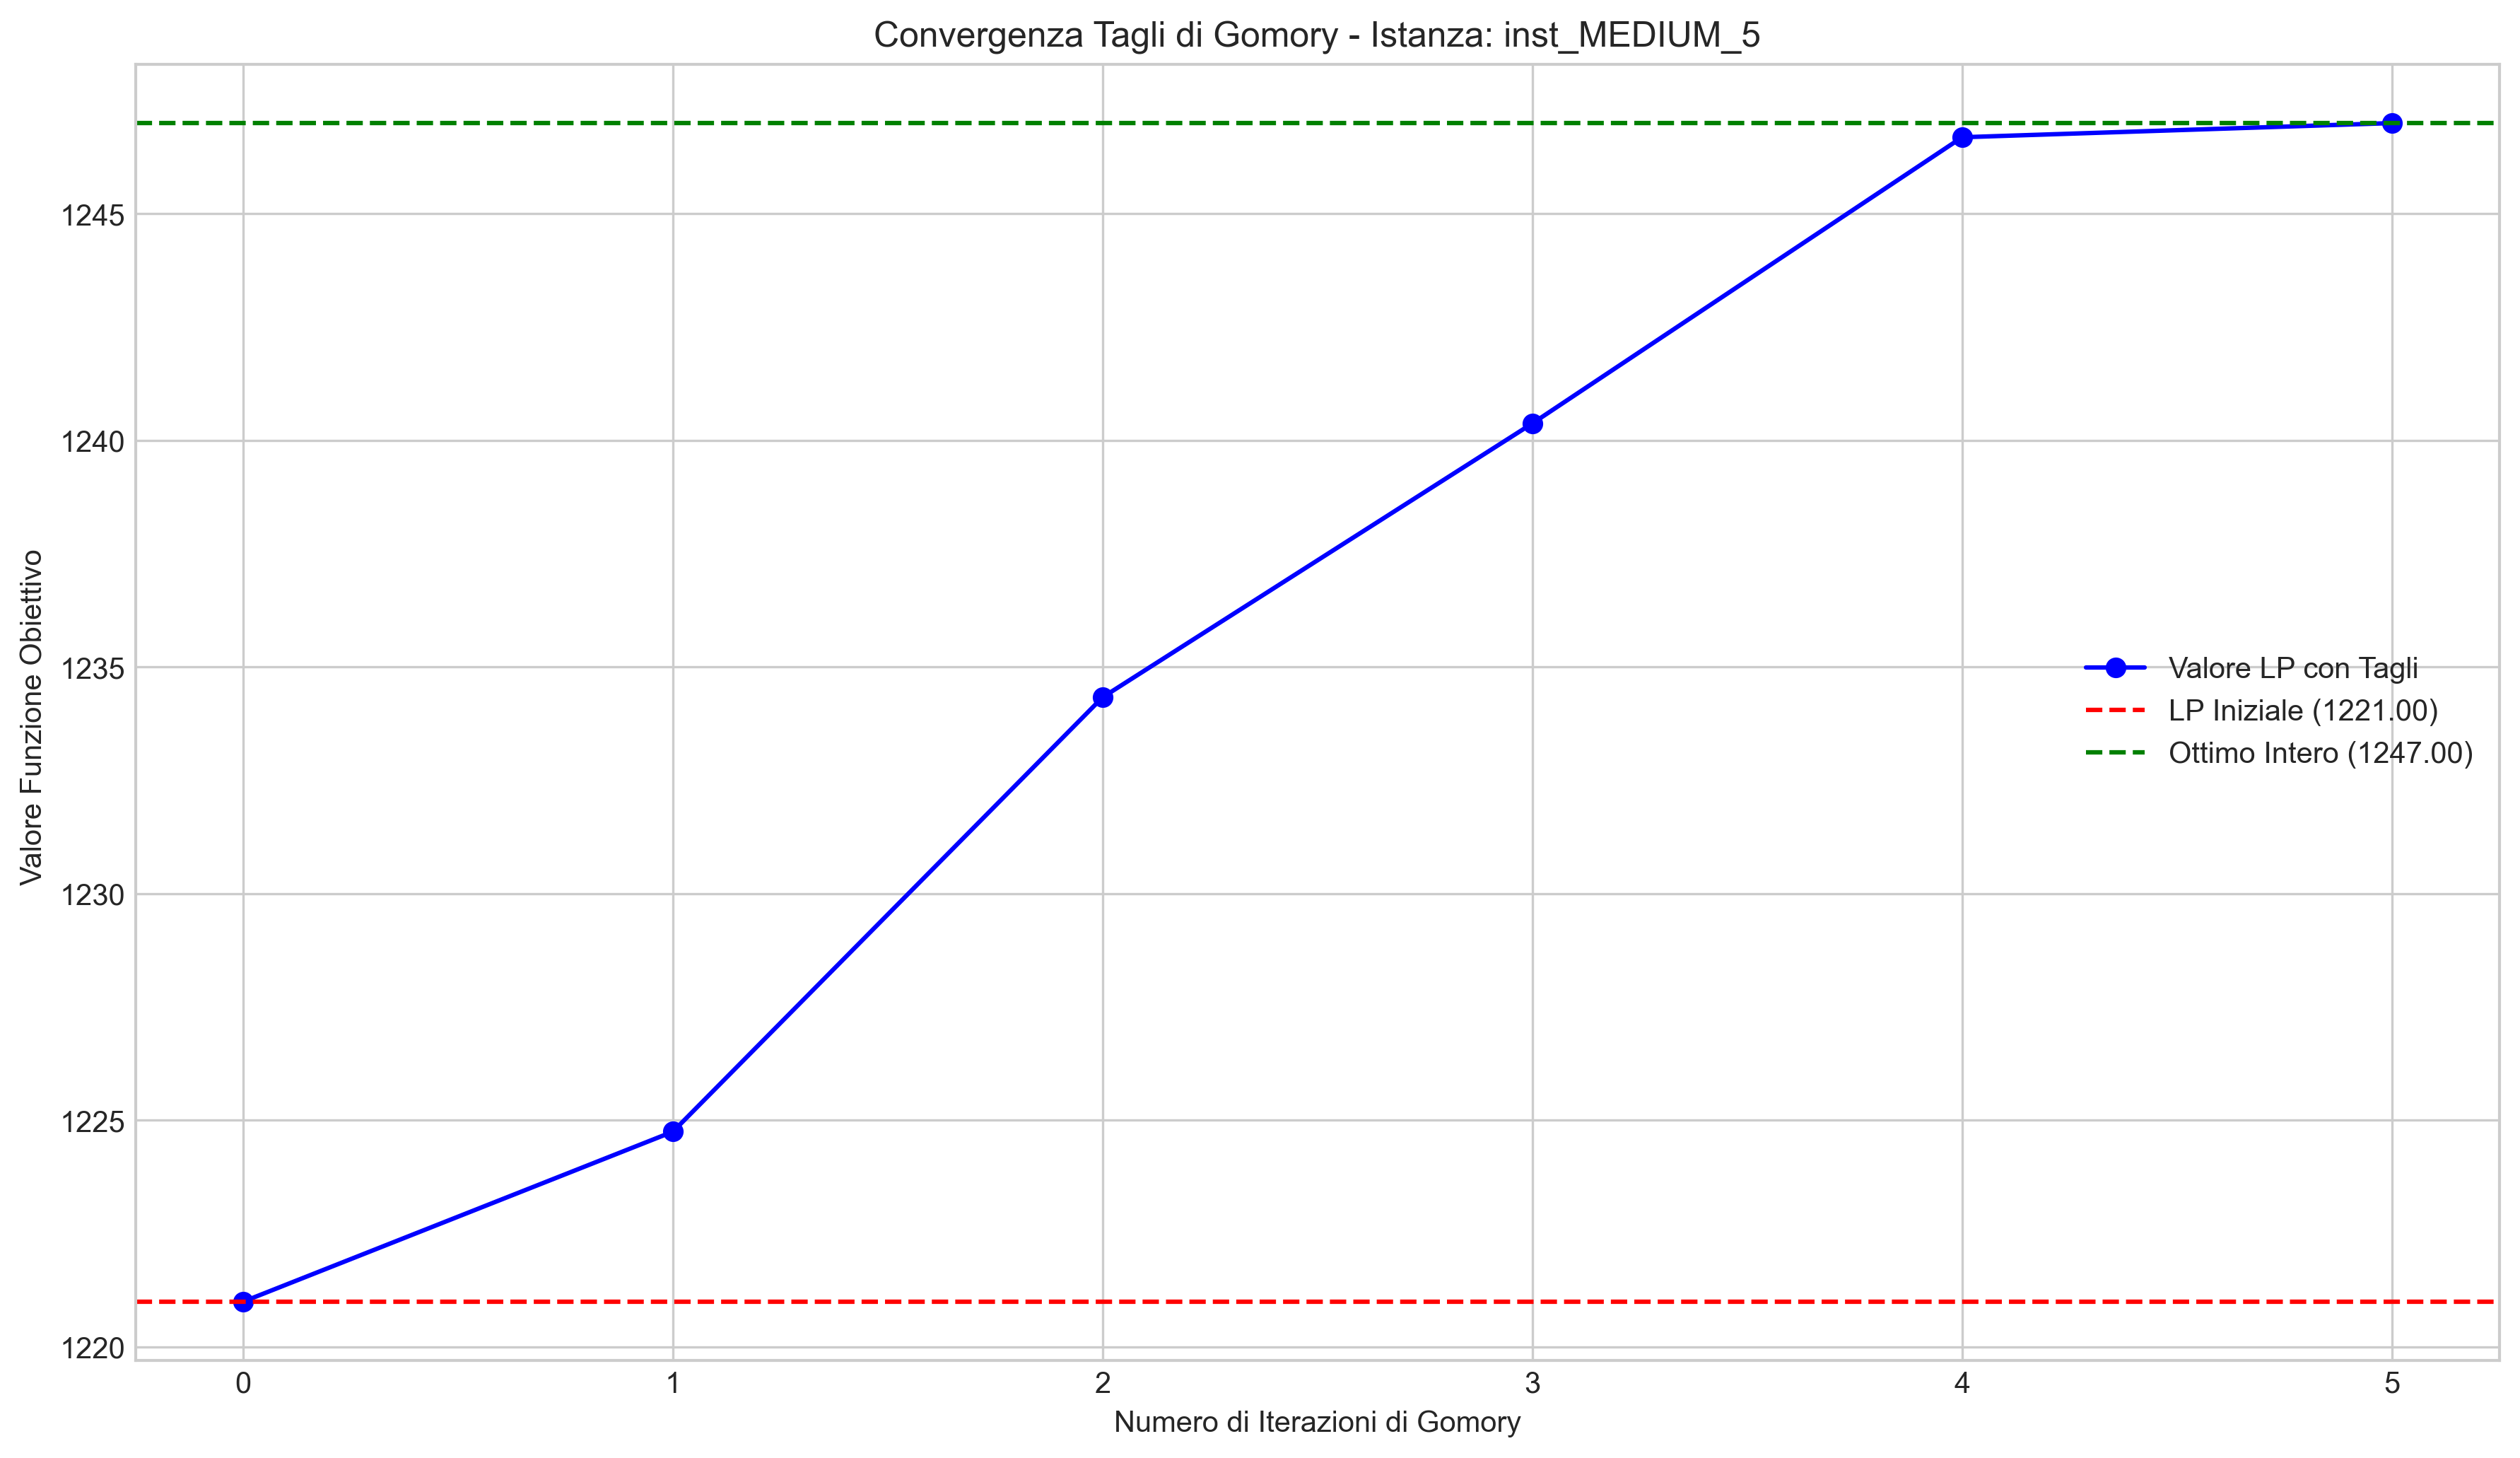 Convergenza Tagli di Gomory - Istanza: inst_MEDIUM_5
Valore Funzione Obiettivo
1245
1240
1235
1230
1225
1220
Valore LP con Tagli
LP Iniziale (1221.00)
Ottimo Intero (1247.00)
0 1 2 3 4 5
Numero di Iterazioni di Gomory